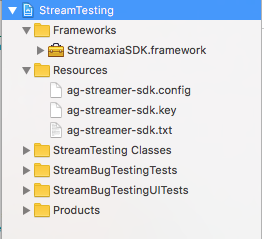 StreamTesting
Frameworks
StreamaxiaSDK.framework
Resources
ag-streamer-sdk.config
ag-streamer-sdk.key
ag-streamer-sdk.txt
StreamTesting Classes
StreamBugTestingTests
StreamBugTestingUITests
Products